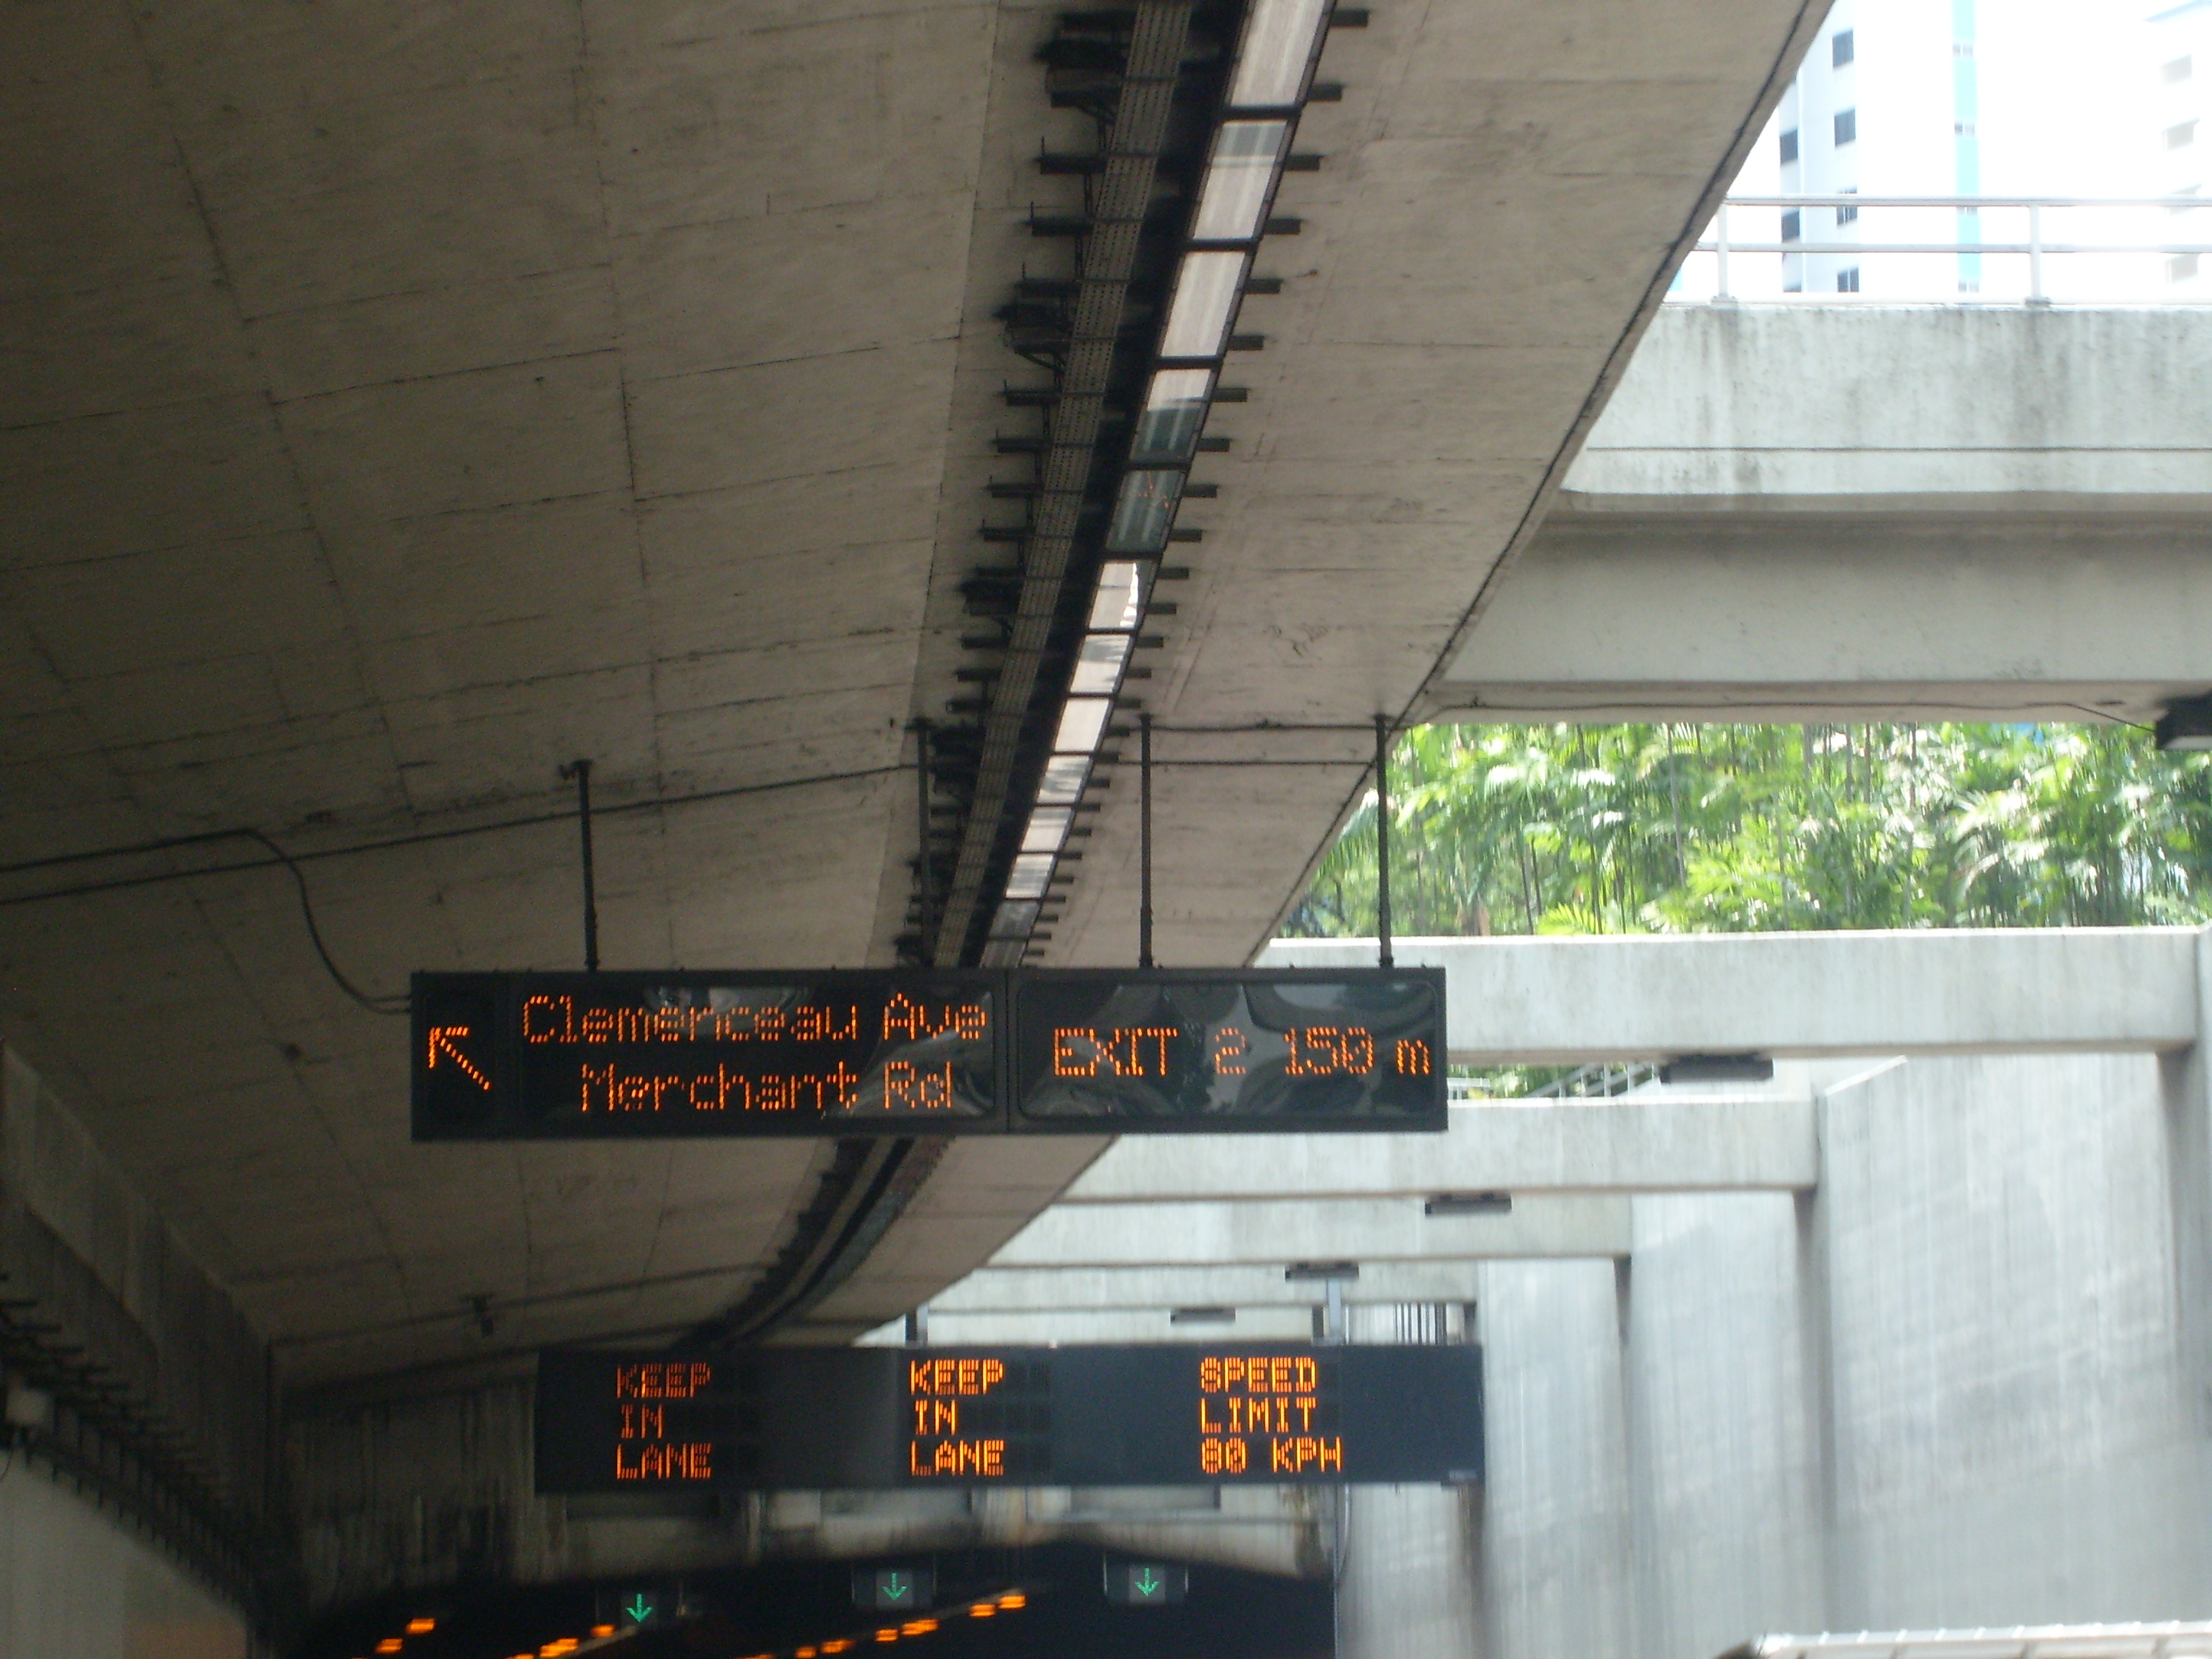 Clemenceau Ave
Merchant Rd
EXIT 2 150 m
KEEP
IN
LANE
KEEP
IN
LANE
SPEED
LIMIT
80 KPH